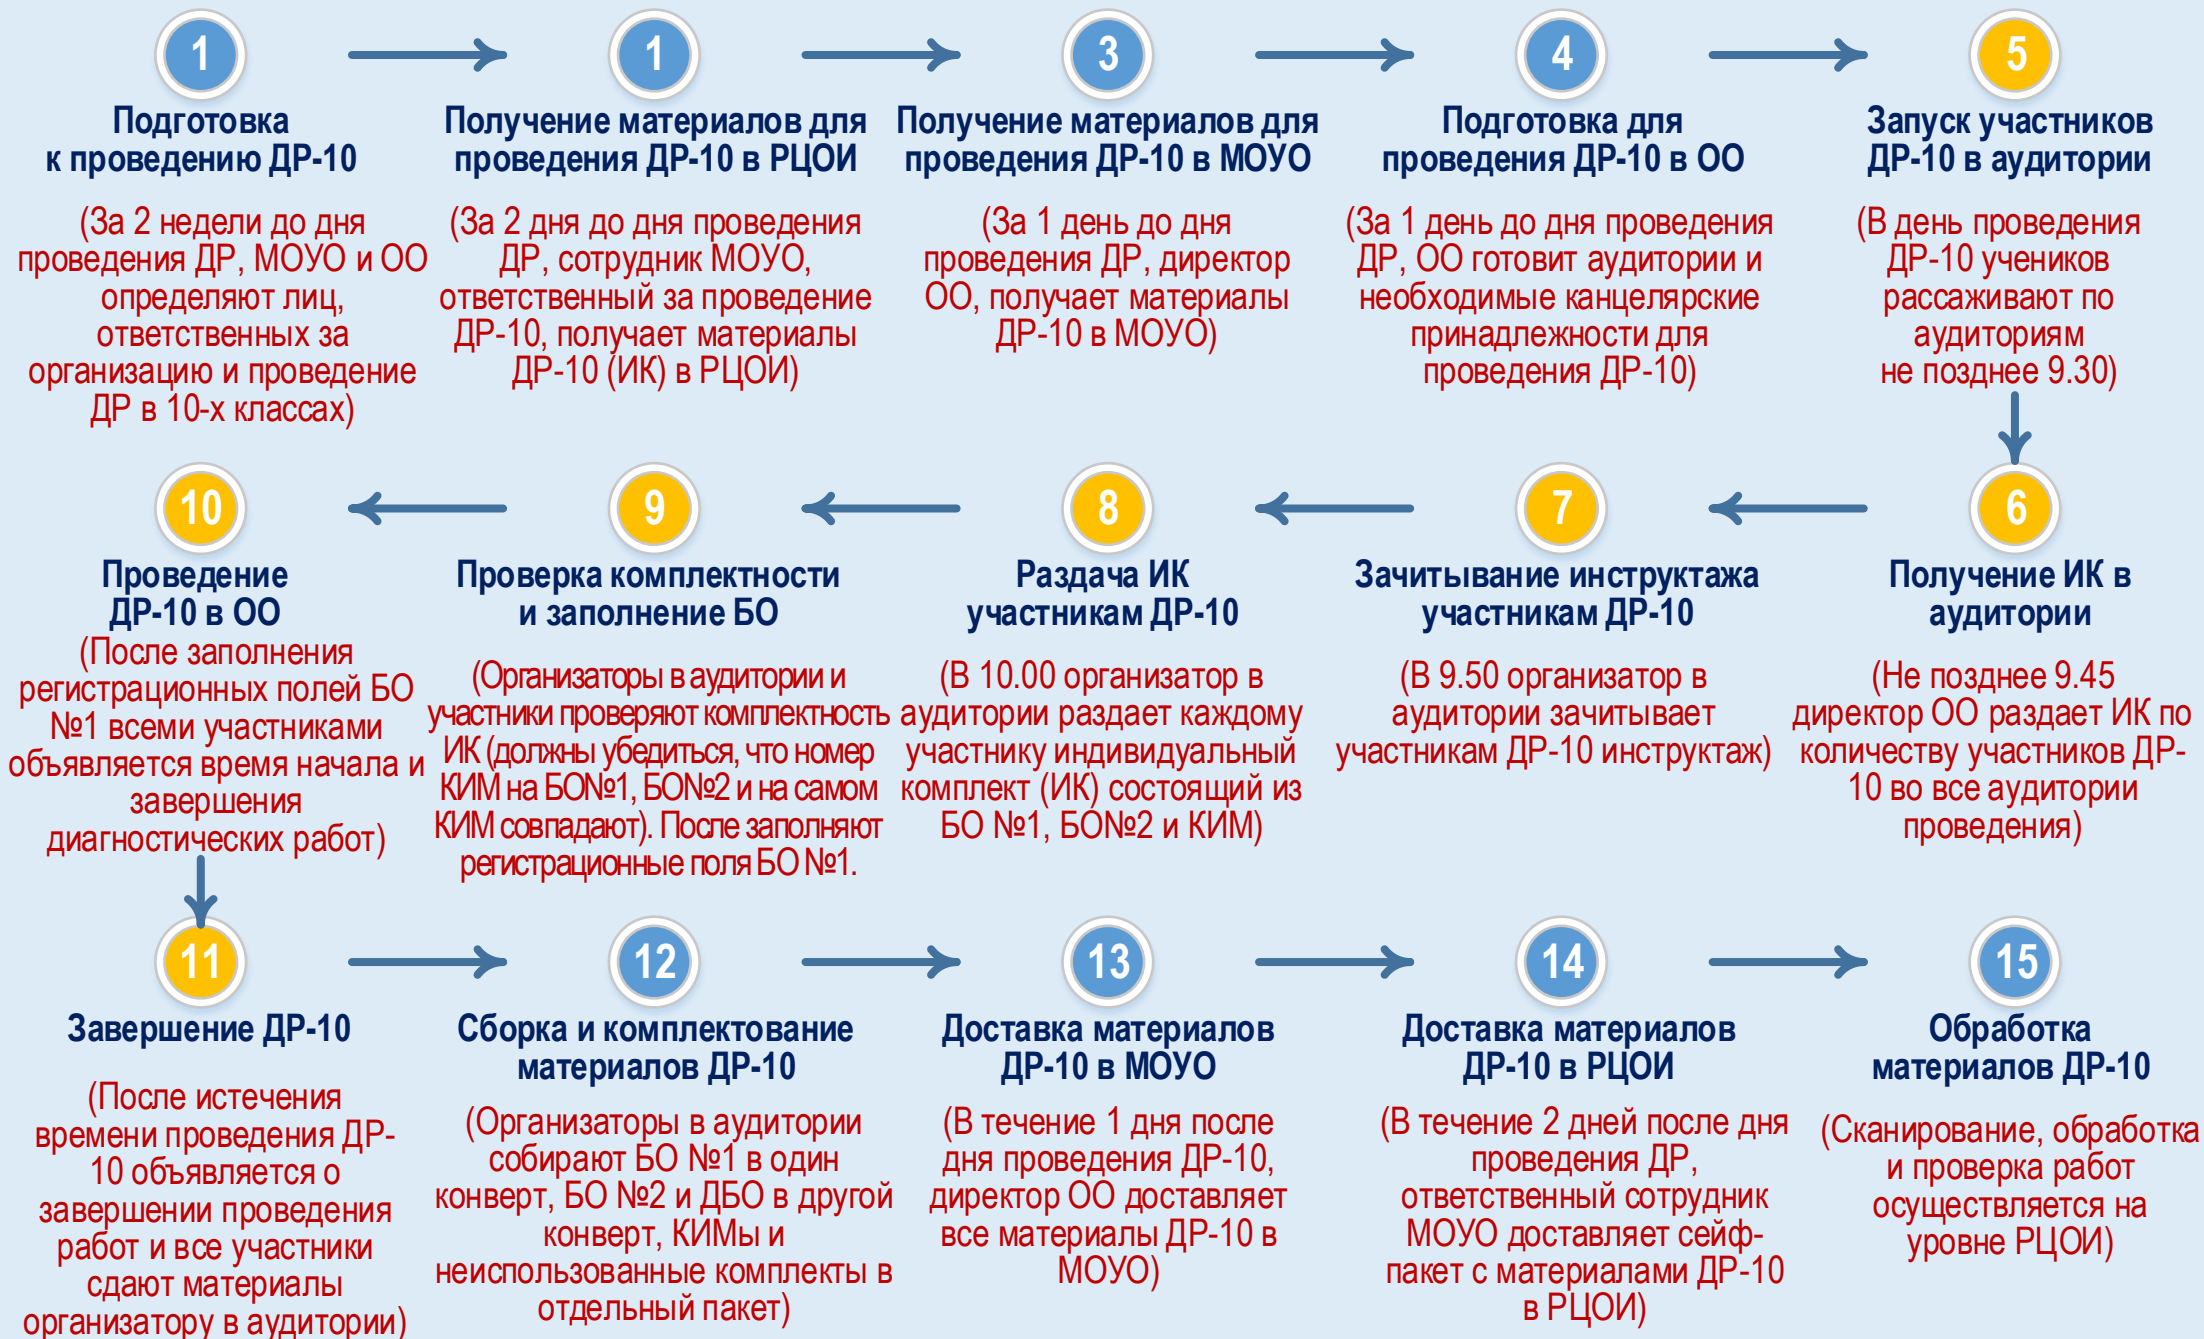 1
Подготовка
к проведению ДР-10
(За 2 недели до дня
проведения ДР, МОУО и ОО
определяют лиц,
ответственных за
организацию и проведение
ДР в 10-х классах)
1
Получение материалов для
проведения ДР-10 в РЦОИ
(За 2 дня до дня проведения
ДР, сотрудник МОУО,
ответственный за проведение
ДР-10, получает материалы
ДР-10 (ИК) в РЦОИ)
3
Получение материалов для
проведения ДР-10 в МОУО
(За 1 день до дня
проведения ДР, директор
ОО, получает материалы
ДР-10 в МОУО)
4
Подготовка для
проведения ДР-10 в ОО
(За 1 день до дня проведения
ДР, ОО готовит аудитории и
необходимые канцелярские
принадлежности для
проведения ДР-10)
5
Запуск участников
ДР-10 в аудитории
(В день проведения
ДР-10 учеников
рассаживают по
аудиториям
не позднее 9.30)
6
Получение ИК в
аудитории
(Не позднее 9.45
директор ОО раздает ИК по
количеству участников ДР-
10 во все аудитории
проведения)
7
Зачитывание инструктажа
участникам ДР-10
(В 9.50 организатор в
аудитории зачитывает
участникам ДР-10 инструктаж)
8
Раздача ИК
участникам ДР-10
(В 10.00 организатор в
аудитории раздает каждому
участнику индивидуальный
комплект (ИК) состоящий из
БО №1, БО№2 и КИМ)
9
Проверка комплектности
и заполнение БО
(Организаторы в аудитории и
участники проверяют комплектность
ИК (должны убедиться, что номер
КИМ на БО№1, БО№2 и на самом
КИМ совпадают). После заполняют
регистрационные поля БО №1.
10
Проведение
ДР-10 в ОО
(После заполнения
регистрационных полей БО
№1 всеми участниками
объявляется время начала и
завершения
диагностических работ)
11
Завершение ДР-10
(После истечения
времени проведения ДР-
10 объявляется о
завершении проведения
работ и все участники
сдают материалы
организатору в аудитории)
12
Сборка и комплектование
материалов ДР-10
(Организаторы в аудитории
собирают БО №1 в один
конверт, БО №2 и ДБО в другой
конверт, КИМы и
неиспользованные комплекты в
отдельный пакет)
13
Доставка материалов
ДР-10 в МОУО
(В течение 1 дня после
дня проведения ДР-10,
директор ОО доставляет
все материалы ДР-10 в
МОУО)
14
Доставка материалов
ДР-10 в РЦОИ
(В течение 2 дней после дня
проведения ДР,
ответственный сотрудник
МОУО доставляет сейф-
пакет с материалами ДР-10
в РЦОИ)
15
Обработка
материалов ДР-10
(Сканирование, обработка
и проверка работ
осуществляется на
уровне РЦОИ)